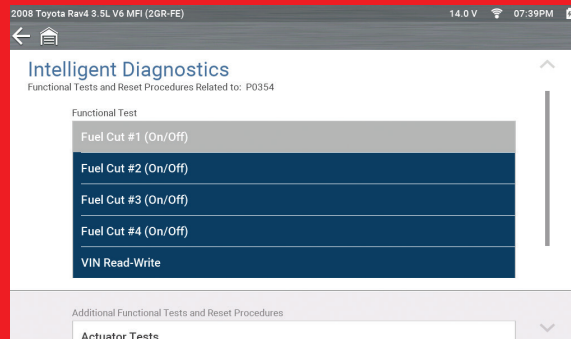 2008 Toyota Rav4 3.5L V6 MFI (2GR-FE) 14.0 V 07:39PM
Intelligent Diagnostics
Functional Tests and Reset Procedures Related to: P0354
Functional Test
Fuel Cut #1 (On/Off)
Fuel Cut #2 (On/Off)
Fuel Cut #3 (On/Off)
Fuel Cut #4 (On/Off)
VIN Read-Write
Additional Functional Tests and Reset Procedures
Actuator Tests